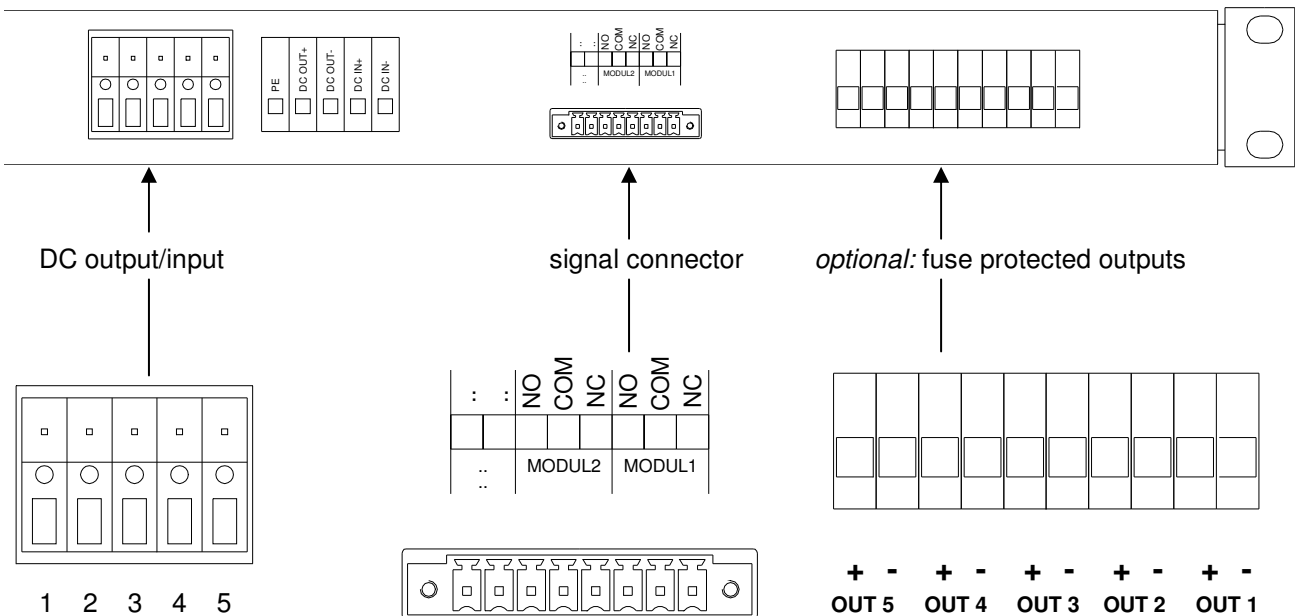 PE
DC OUT+
DC OUT-
DC IN+
DC IN-
: : NO COM NC NO COM NC
.. MODUL2 MODUL1
..
DC output/input
signal connector
optional: fuse protected outputs
: : NO COM NC NO COM NC
.. MODUL2 MODUL1
..
1 2 3 4 5
+ - + - + - + - + -
OUT 5 OUT 4 OUT 3 OUT 2 OUT 1